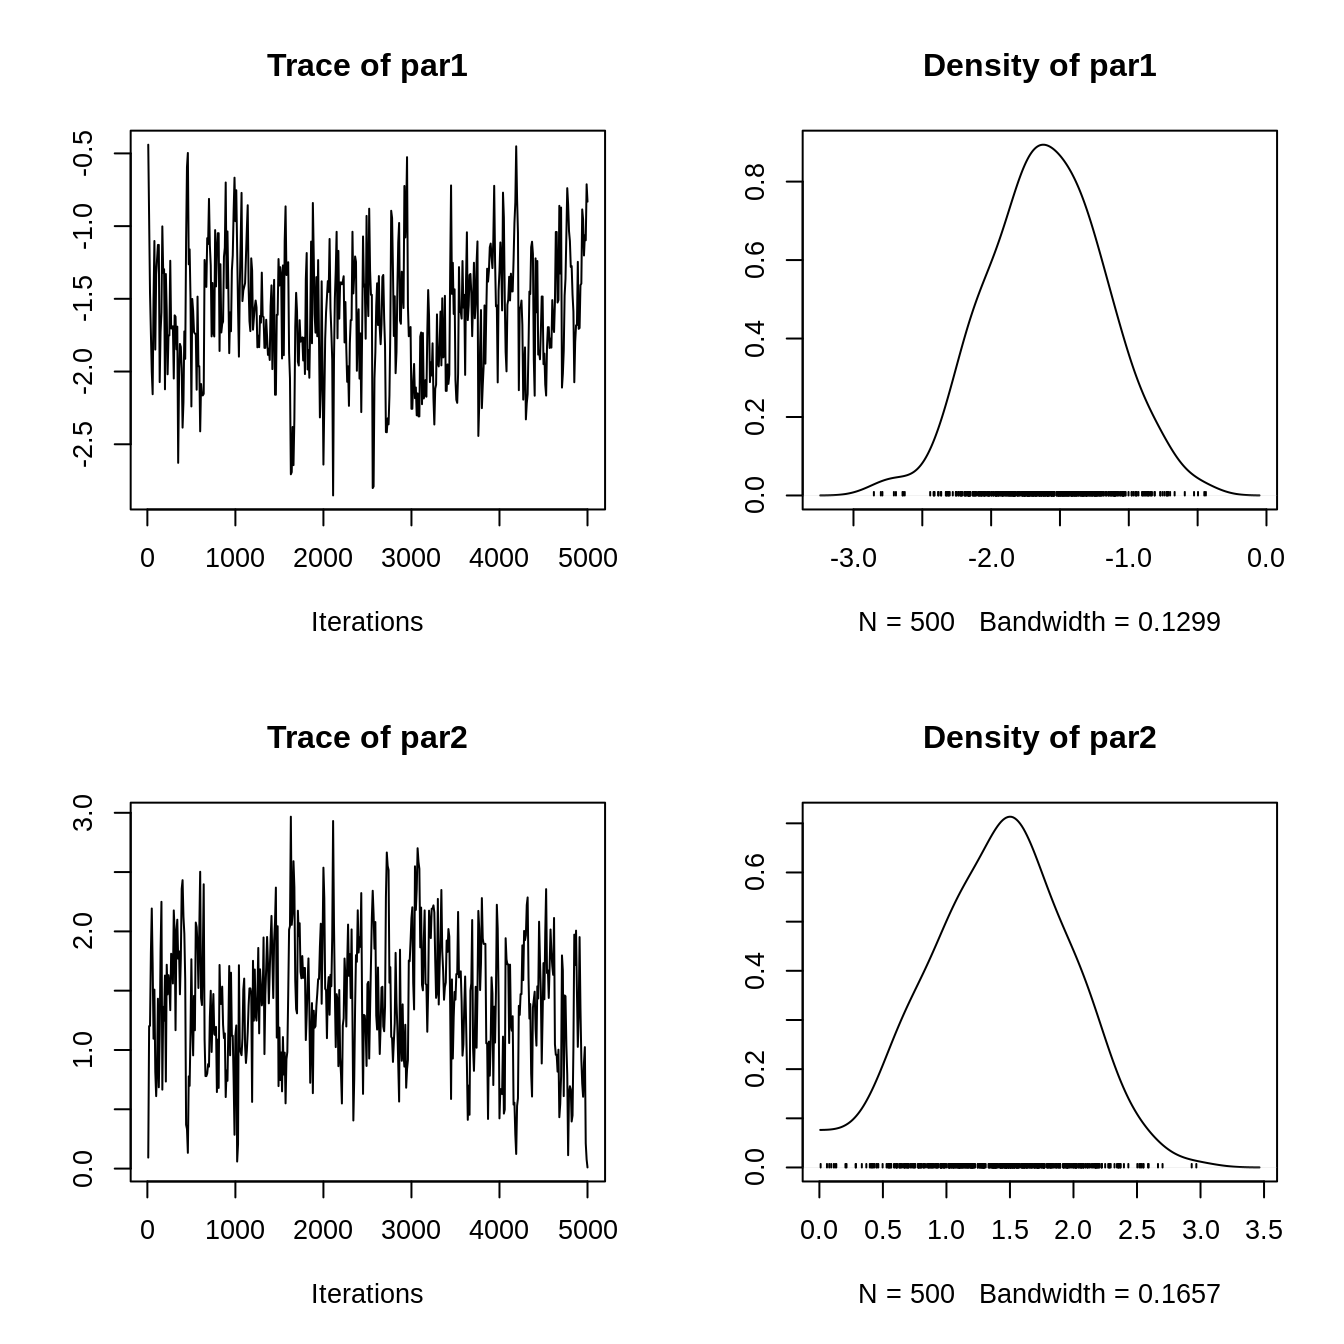 Trace of par1
-0.5
-1.0
-1.5
-2.0
-2.5
0 1000 2000 3000 4000 5000
Iterations
Density of par1
0.8
0.6
0.4
0.2
0.0
-3.0 -2.0 -1.0 0.0
N = 500 Bandwidth = 0.1299
Trace of par2
3.0
2.0
1.0
0.0
0 1000 2000 3000 4000 5000
Iterations
Density of par2
0.6
0.4
0.2
0.0
0.0 0.5 1.0 1.5 2.0 2.5 3.0 3.5
N = 500 Bandwidth = 0.1657